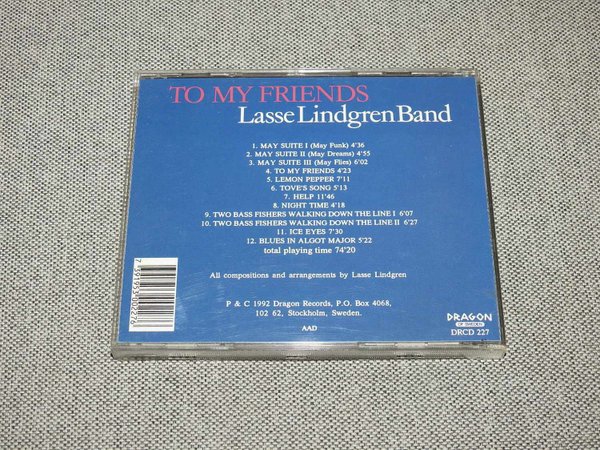 TO MY FRIENDS
Lasse Lindgren Band
1. MAY SUITE I (May Funk) 4'36
2. MAY SUITE II (May Dreams) 4'55
3. MAY SUITE III (May Flies) 6'02
4. TO MY FRIENDS 4'23
5. LEMON PEPPER 7'11
6. TOVE'S SONG 5'13
7. HELP 11'46
8. NIGHT TIME 4'18
9. TWO BASS FISHERS WALKING DOWN THE LINE I 6'07
10. TWO BASS FISHERS WALKING DOWN THE LINE II 6'27
11. ICE EYES 7'30
12. BLUES IN ALGOT MAJOR 5'22
total playing time 74'20
All compositions and arrangements by Lasse Lindgren
P & C 1992 Dragon Records, P.O. Box 4068,
102 62, Stockholm, Sweden.
AAD
7 391953 002276
DRAGON
OF SWEDEN
DRCD 227